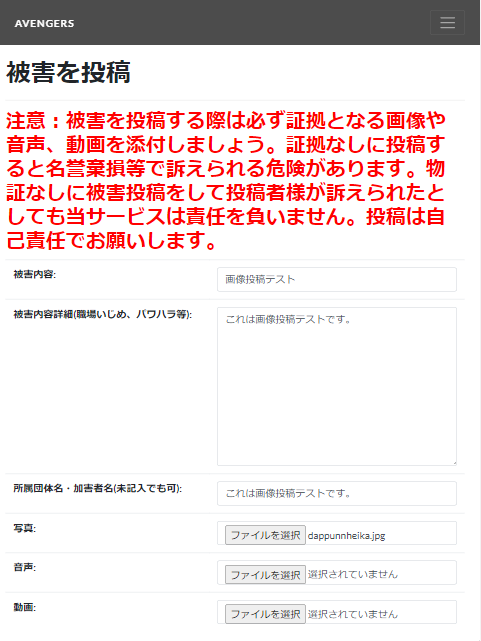 AVENGERS
被害を投稿
注意：被害を投稿する際は必ず証拠となる画像や
音声、動画を添付しましょう。証拠なしに投稿す
ると名誉棄損等で訴えられる危険があります。物
証なしに被害投稿をして投稿者様が訴えられたと
しても当サービスは責任を負いません。投稿は自
己責任でお願いします。
被害内容: 画像投稿テスト
被害内容詳細(職場いじめ、パワハラ等): これは画像投稿テストです。
所属団体名・加害者名(未記入でも可): これは画像投稿テストです。
写真: ファイルを選択 dappunnheika.jpg
音声: ファイルを選択 選択されていません
動画: ファイルを選択 選択されていません